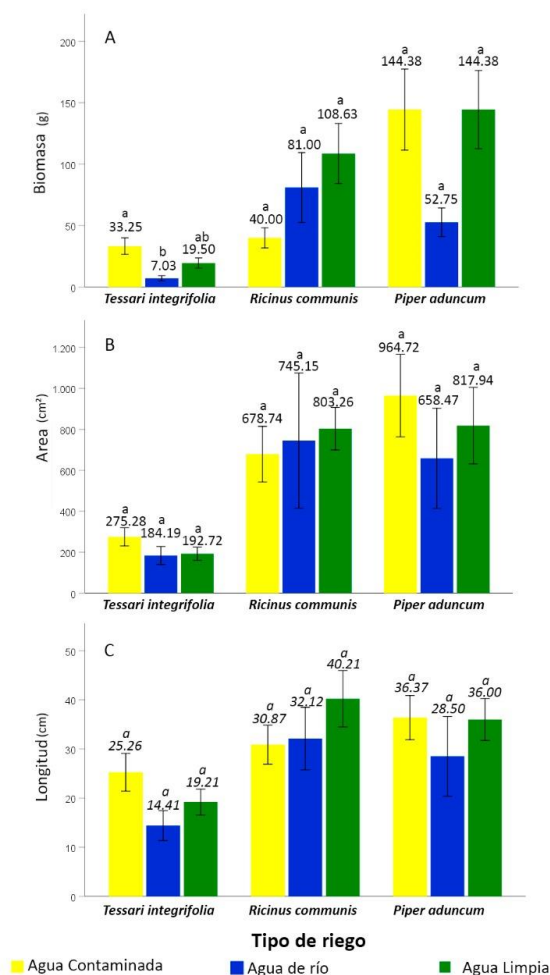 A
Biomasa (g)
200
150
100
50
0
a
33.25
b
7.03
ab
19.50
a
40.00
a
81.00
a
108.63
a
144.38
a
52.75
a
144.38
Tessari integrifolia
Ricinus communis
Piper aduncum
B
Area (cm²)
1.200
1.000
800
600
400
200
0
a
275.28
a
184.19
a
192.72
a
678.74
a
745.15
a
803.26
a
964.72
a
658.47
a
817.94
Tessari integrifolia
Ricinus communis
Piper aduncum
C
Longitud(cm)
50
40
30
20
10
0
a
25.26
a
14.41
a
19.21
a
30.87
a
32.12
a
40.21
a
36.37
a
28.50
a
36.00
Tessari integrifolia
Ricinus communis
Piper aduncum
Tipo de riego
Agua Contaminada
Agua de río
Agua Limpia